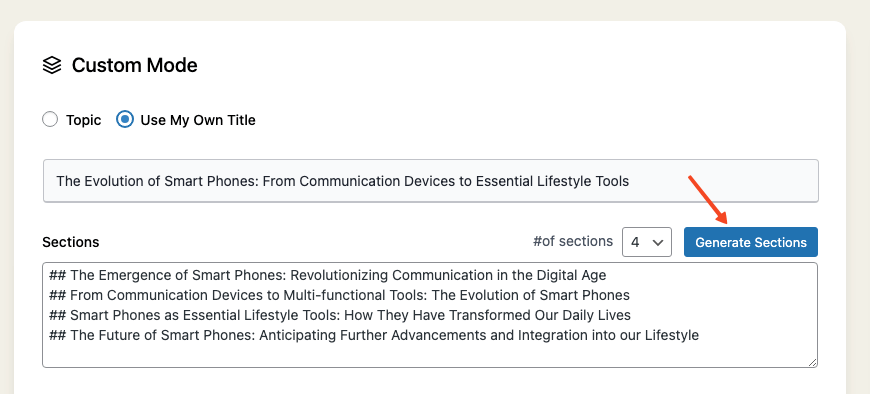 Custom Mode
Topic Use My Own Title
The Evolution of Smart Phones: From Communication Devices to Essential Lifestyle Tools
Sections #of sections 4 Generate Sections
## The Emergence of Smart Phones: Revolutionizing Communication in the Digital Age
## From Communication Devices to Multi-functional Tools: The Evolution of Smart Phones
## Smart Phones as Essential Lifestyle Tools: How They Have Transformed Our Daily Lives
## The Future of Smart Phones: Anticipating Further Advancements and Integration into our Lifestyle